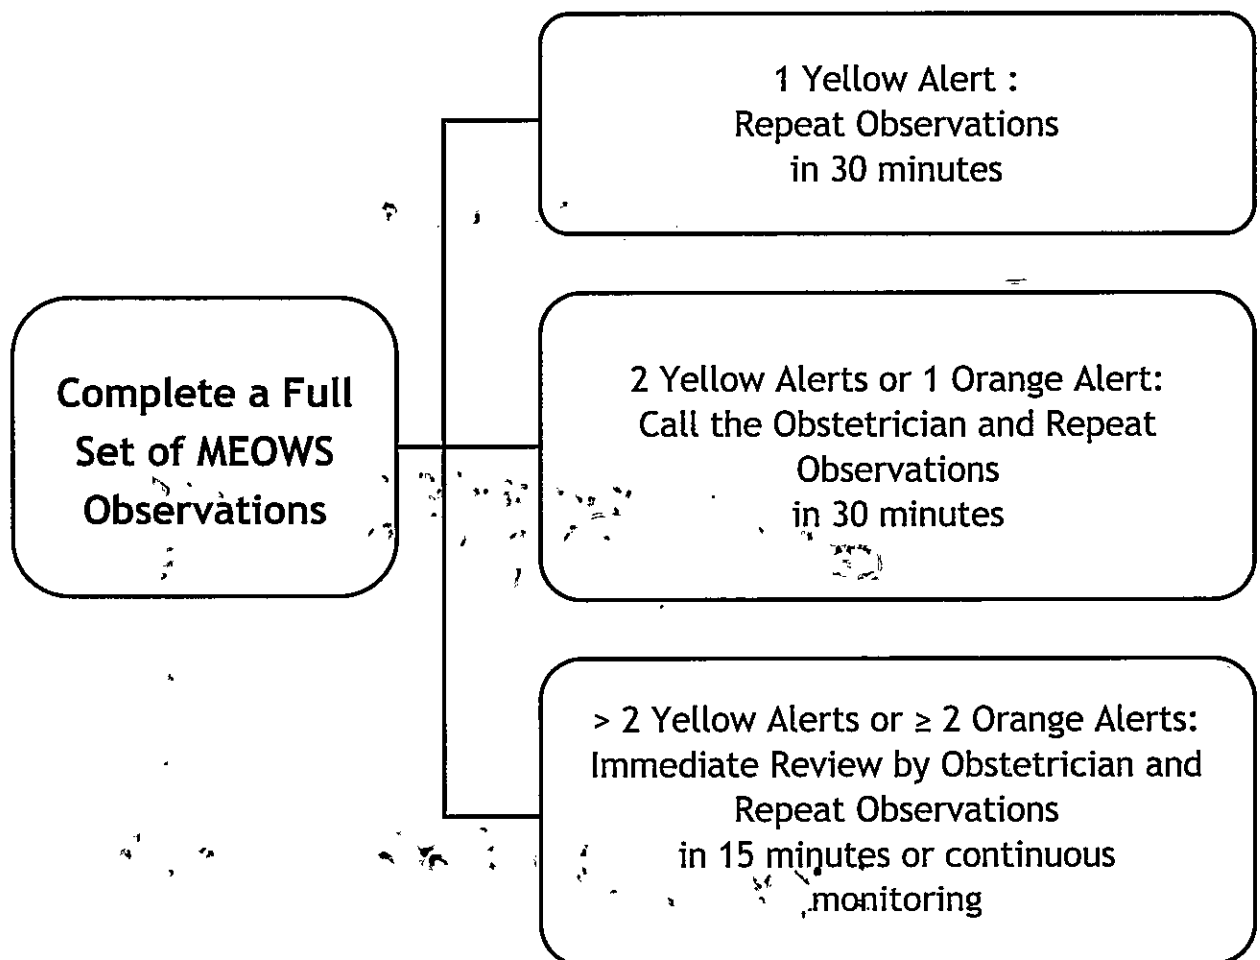 1 Yellow Alert :
Repeat Observations
in 30 minutes
Complete a Full
Set of MEOWS
Observations
2 Yellow Alerts or 1 Orange Alert:
Call the Obstetrician and Repeat
Observations
in 30 minutes
> 2 Yellow Alerts or ≥ 2 Orange Alerts:
Immediate Review by Obstetrician and
Repeat Observations
in 15 minutes or continuous
monitoring